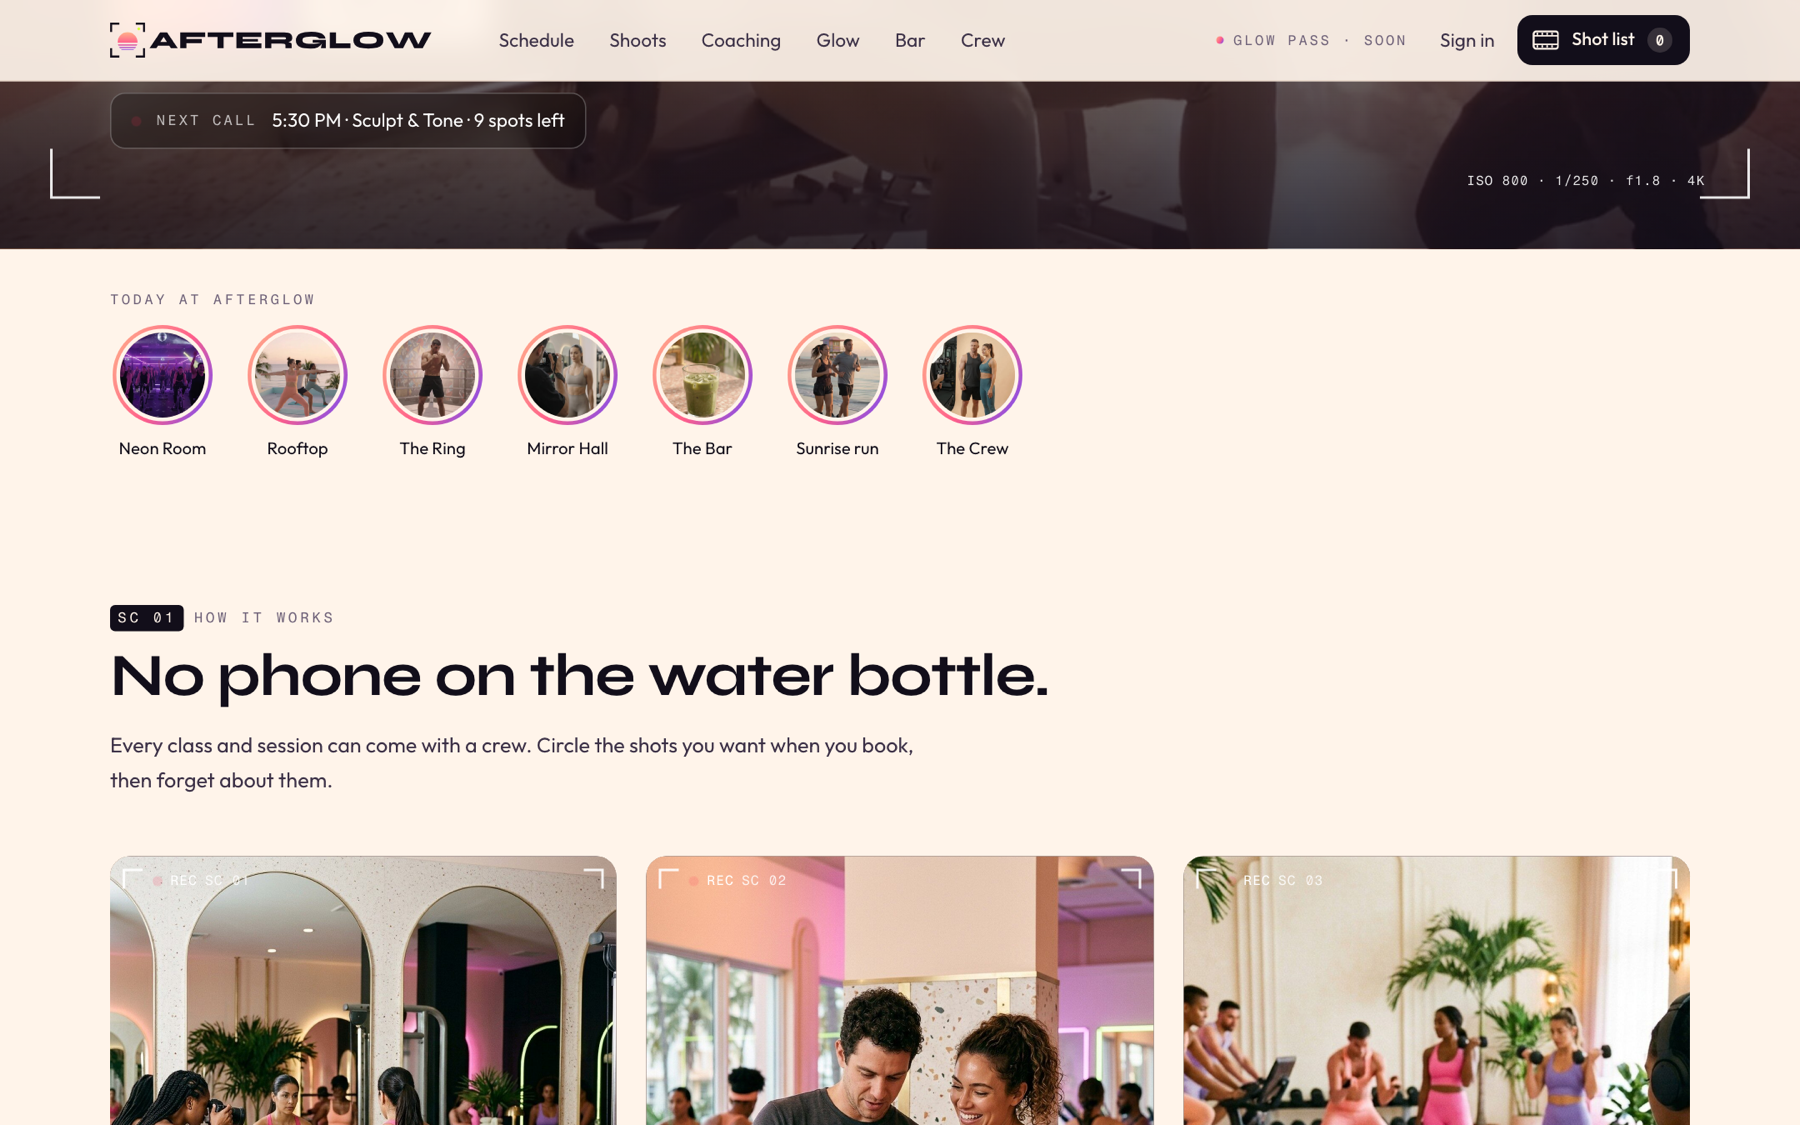 AFTERGLOW
Schedule
Shoots
Coaching
Glow
Bar
Crew
GLOW PASS · SOON
Sign in
Shot list 0
NEXT CALL 5:30 PM · Sculpt & Tone · 9 spots left
ISO 800 · 1/250 · f1.8 · 4K
TODAY AT AFTERGLOW
Neon Room
Rooftop
The Ring
Mirror Hall
The Bar
Sunrise run
The Crew
SC 01 HOW IT WORKS
No phone on the water bottle.
Every class and session can come with a crew. Circle the shots you want when you book,
then forget about them.
REC SC 01
REC SC 02
REC SC 03